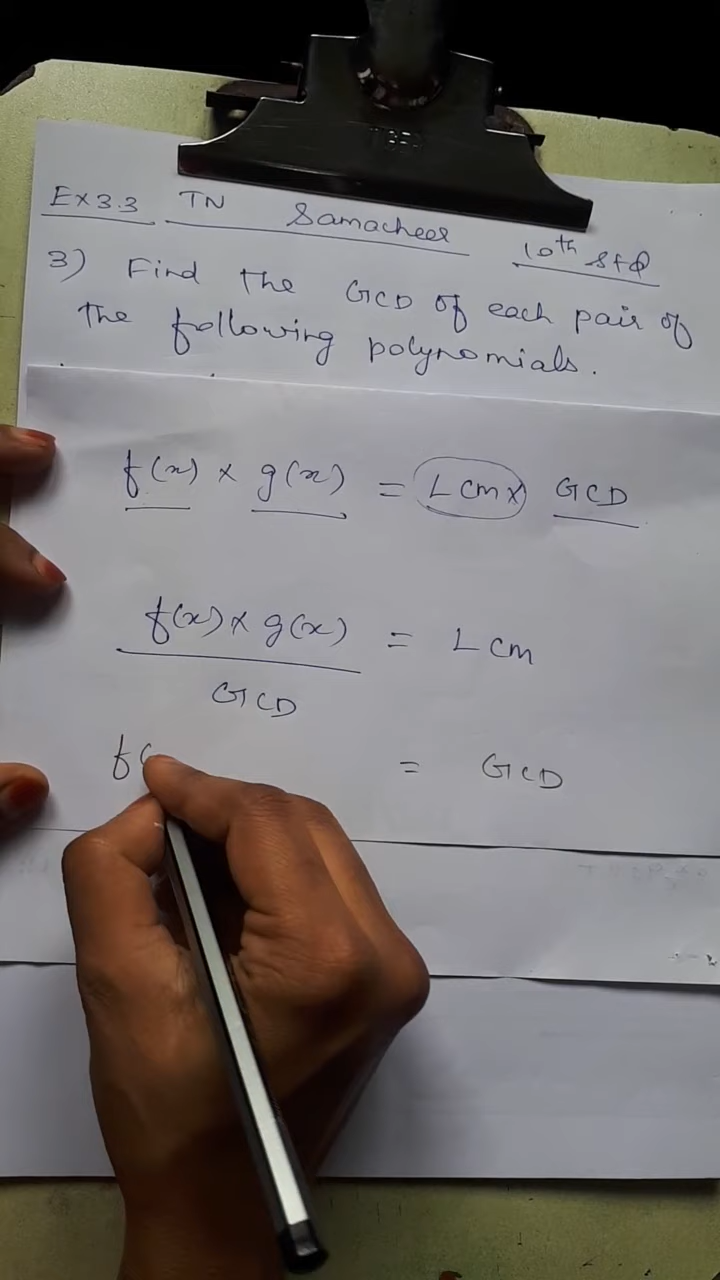 Ex 3.3 TN Samacheer 10th Std
3) Find the GCD of each pair of
the following polynomials.
f(x) × g(x) = Lcm × GCD
f(x) × g(x) = Lcm
GCD
f( = GCD